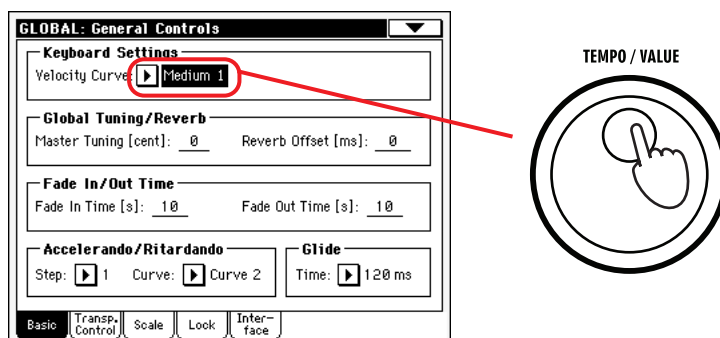 GLOBAL: General Controls
Keyboard Settings
Velocity Curve: Medium 1
Global Tuning/Reverb
Master Tuning [cent]: 0 Reverb Offset [ms]: 0
Fade In/Out Time
Fade In Time [s]: 10 Fade Out Time [s]: 10
Accelerando/Ritardando
Step: 1 Curve: Curve 2
Glide
Time: 120 ms
Basic
Transp.
Control
Scale
Lock
Inter-
face
TEMPO / VALUE